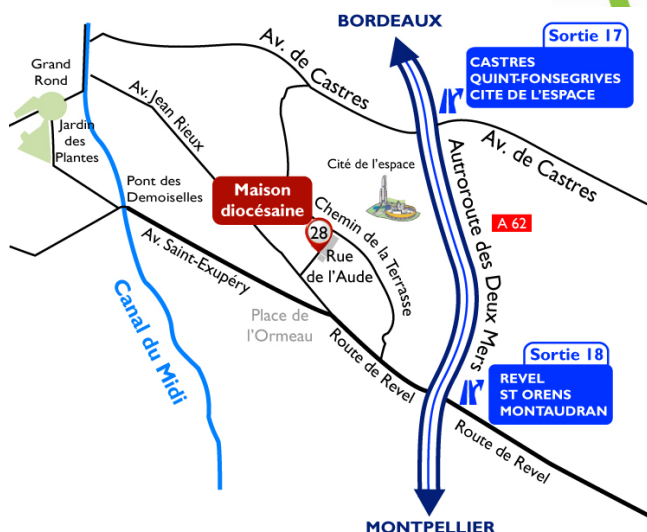 BORDEAUX
Sortie 17
CASTRES
QUINT-FONSEGRIVES
CITE DE L'ESPACE
Grand
Rond
Av. de Castres
Av. Jean Rieux
Jardin
des
Plantes
Av. de Castres
Cité de l'espace
Pont des
Demoiselles
Maison
diocésaine
28
Rue
de l'Aude
Chemin de la Terrasse
Autroroute des Deux Mers
A 62
Av. Saint-Exupéry
Canal du Midi
Place de
l'Ormeau
Route de Revel
Sortie 18
REVEL
ST ORENS
MONTAUDRAN
Route de Revel
MONTPELLIER